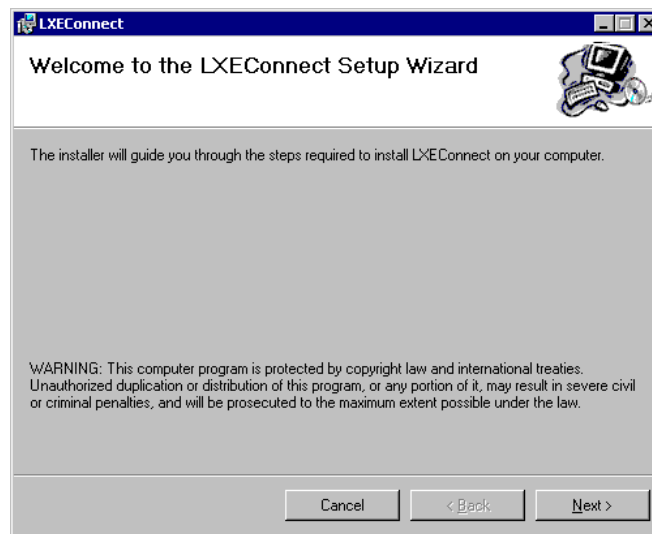 LXEConnect
Welcome to the LXEConnect Setup Wizard
The installer will guide you through the steps required to install LXEConnect on your computer.
WARNING: This computer program is protected by copyright law and international treaties.
Unauthorized duplication or distribution of this program, or any portion of it, may result in severe civil
or criminal penalties, and will be prosecuted to the maximum extent possible under the law.
Cancel < Back Next >